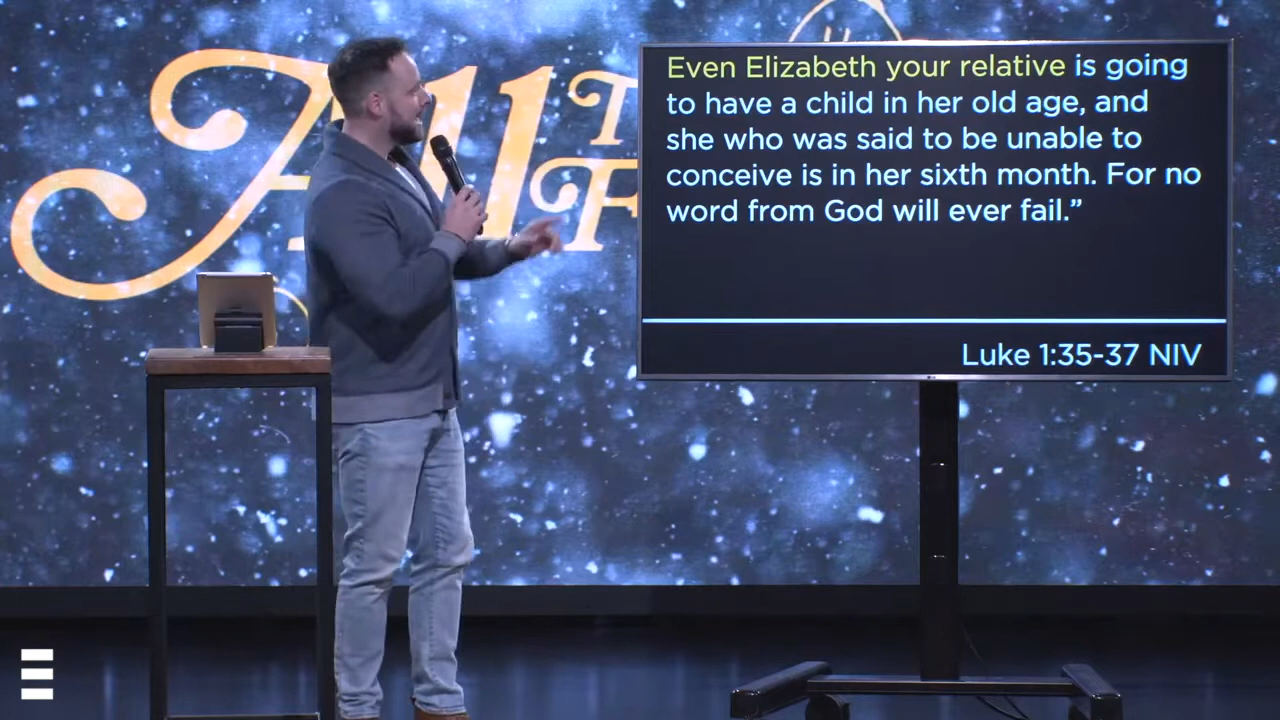 All
T
F
Even Elizabeth your relative is going
to have a child in her old age, and
she who was said to be unable to
conceive is in her sixth month. For no
word from God will ever fail.”
Luke 1:35-37 NIV
LG